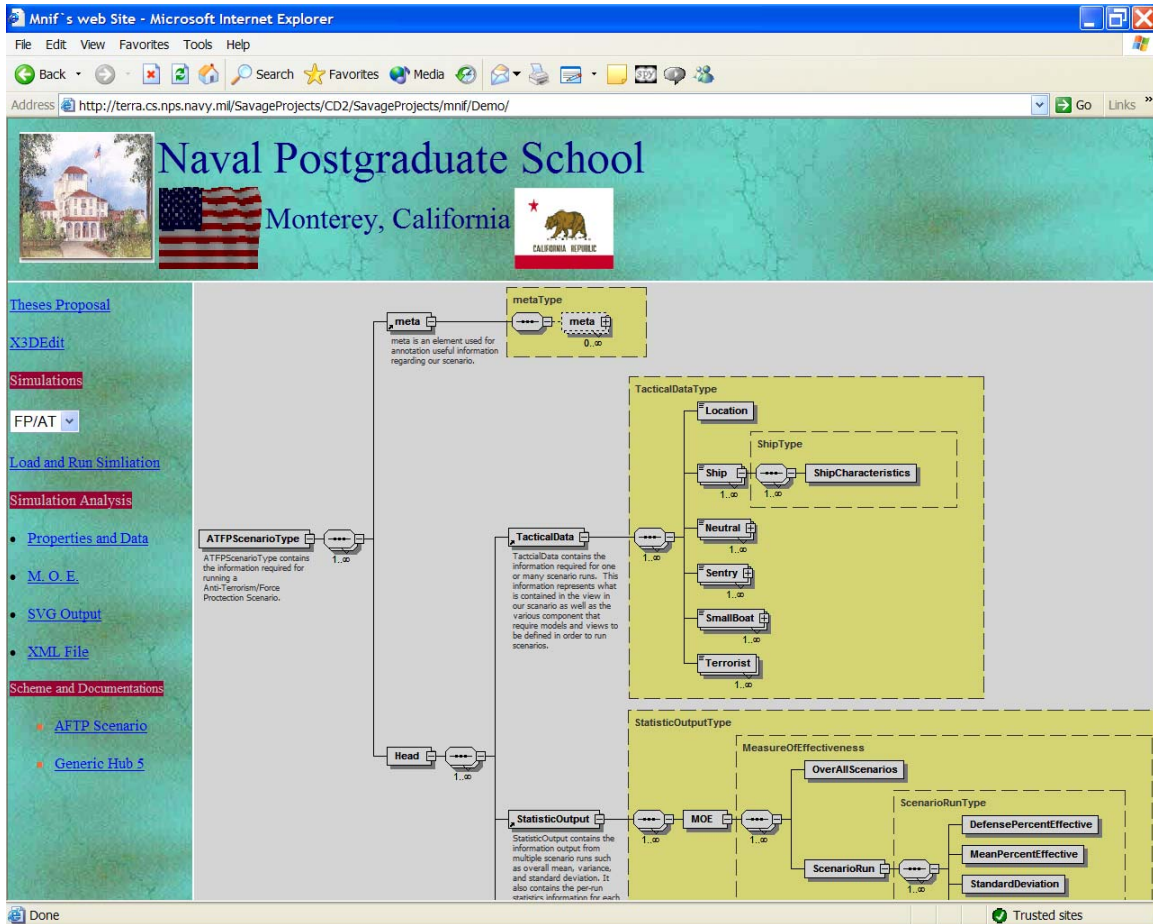 Mnif`s web Site - Microsoft Internet Explorer
File Edit View Favorites Tools Help
Back Search Favorites Media SPY
Address http://terra.cs.nps.navy.mil/SavageProjects/CD2/SavageProjects/mnif/Demo/ Go Links »
Naval Postgraduate School
Monterey, California
CALIFORNIA REPUBLIC
Theses Proposal
X3DEdit
Simulations
FP/AT
Load and Run Simliation
Simulation Analysis
Properties and Data
M. O. E.
SVG Output
XML File
Scheme and Documentations
AFTP Scenario
Generic Hub 5
ATFPScenarioType
1..∞
ATFPScenarioType contains
the information required for
running a
Anti-Terrorism/Force
Proctection Scenario.
meta
meta is an element used for
annotation useful information
regarding our scenario.
metaType
meta
0..∞
Head
1..∞
TacticalData
TactcialData contains the
information required for one
or many scenario runs. This
information represents what
is contained in the view in
our scanario as well as the
various component that
require models and views to
be defined in order to run
scenarios.
TacticalDataType
1..∞
Location
Ship
1..∞
ShipType
1..∞
ShipCharacteristics
Neutral
1..∞
Sentry
1..∞
SmallBoat
1..∞
Terrorist
1..∞
StatisticOutput
StatisticOutput contains the
information output from
multiple scenario runs such
as overall mean, variance,
and standard deviation. It
also contains the per-run
statistics information for each
StatisticOutputType
1..∞
MOE
MeasureOfEffectiveness
1..∞
OverAllScenarios
ScenarioRun
ScenarioRunType
1..∞
DefensePercentEffective
MeanPercentEffective
StandardDeviation
Done Trusted sites